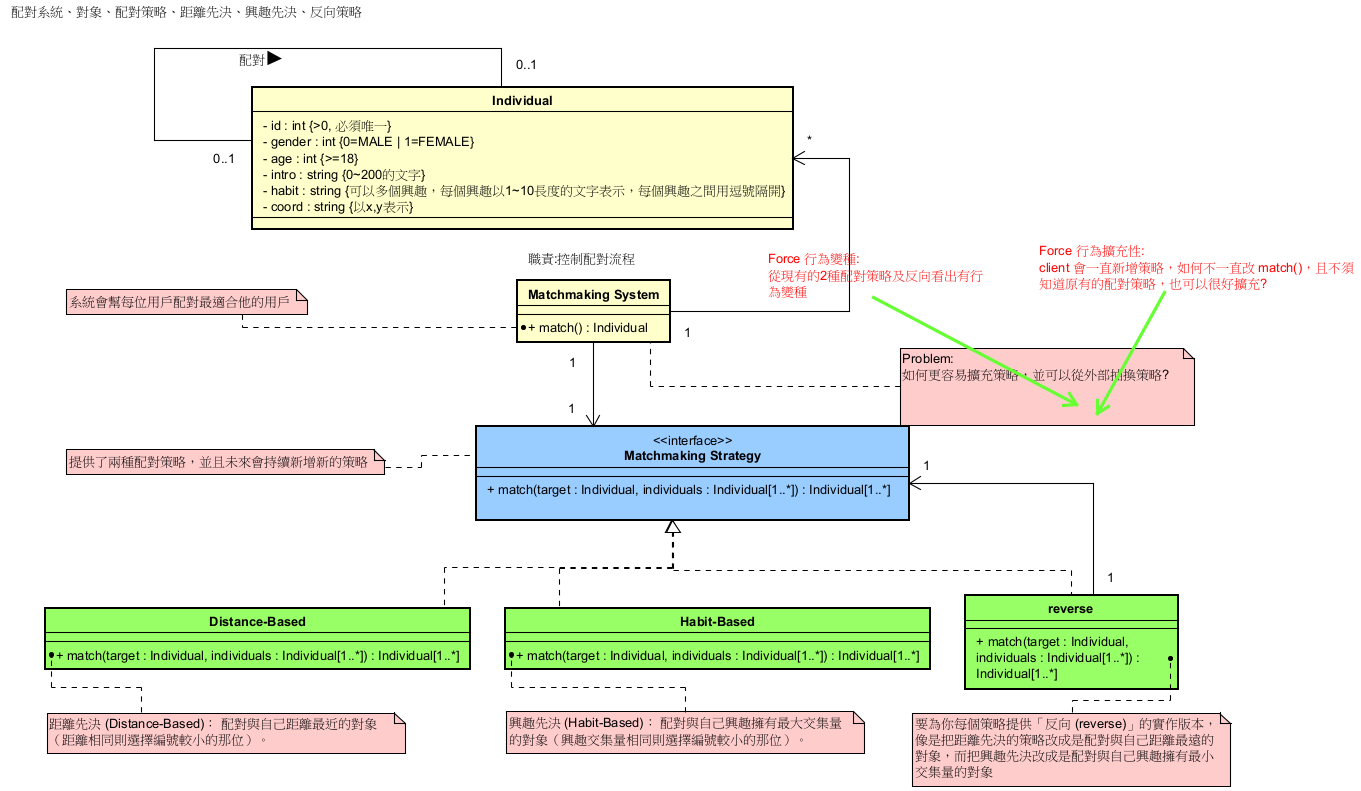 配對系統、對象、配對策略、距離先決、興趣先決、反向策略
配對
0..1
Individual
- id : int {>0, 必須唯一}
- gender : int {0=MALE | 1=FEMALE}
- age : int {>=18}
- intro : string {0~200的文字}
- habit : string {可以多個興趣，每個興趣以1~10長度的文字表示，每個興趣之間用逗號隔開}
- coord : string {以x,y表示}
0..1
*
職責:控制配對流程
Force 行為變種:
從現有的2種配對策略及反向看出有行
為變種
Force 行為擴充性:
client 會一直新增策略，如何不一直改 match()，且不須
知道原有的配對策略，也可以很好擴充?
系統會幫每位用戶配對最適合他的用戶
Matchmaking System
+ match() : Individual
1
1
1
Problem:
如何更容易擴充策略，並可以從外部抽換策略?
提供了兩種配對策略，並且未來會持續新增新的策略
<<interface>>
Matchmaking Strategy
+ match(target : Individual, individuals : Individual[1..*]) : Individual[1..*]
1
1
Distance-Based
+ match(target : Individual, individuals : Individual[1..*]) : Individual[1..*]
Habit-Based
+ match(target : Individual, individuals : Individual[1..*]) : Individual[1..*]
reverse
+ match(target : Individual,
individuals : Individual[1..*]) :
Individual[1..*]
距離先決 (Distance-Based)： 配對與自己距離最近的對象
（距離相同則選擇編號較小的那位）。
興趣先決 (Habit-Based)： 配對與自己興趣擁有最大交集量
的對象（興趣交集量相同則選擇編號較小的那位）。
要為你每個策略提供「反向 (reverse)」的實作版本，
像是把距離先決的策略改成是配對與自己距離最遠的
對象，而把興趣先決改成是配對與自己興趣擁有最小
交集量的對象